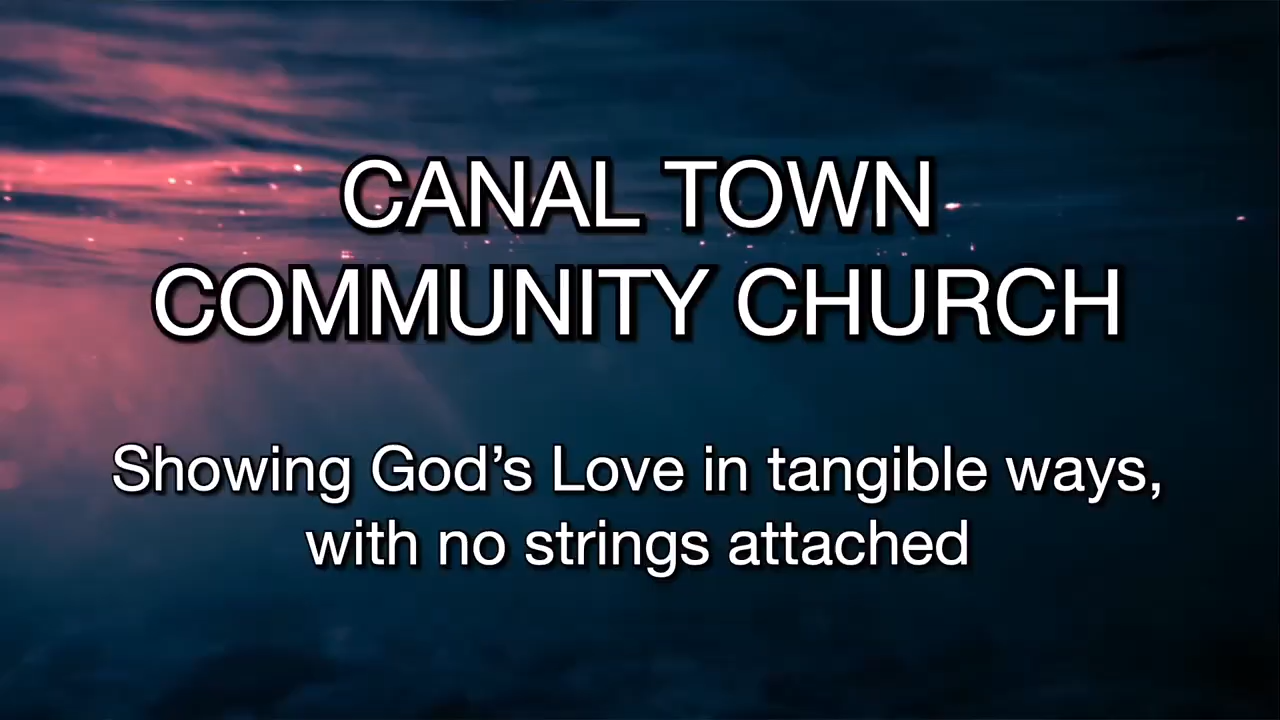 CANAL TOWN
COMMUNITY CHURCH
Showing God’s Love in tangible ways,
with no strings attached